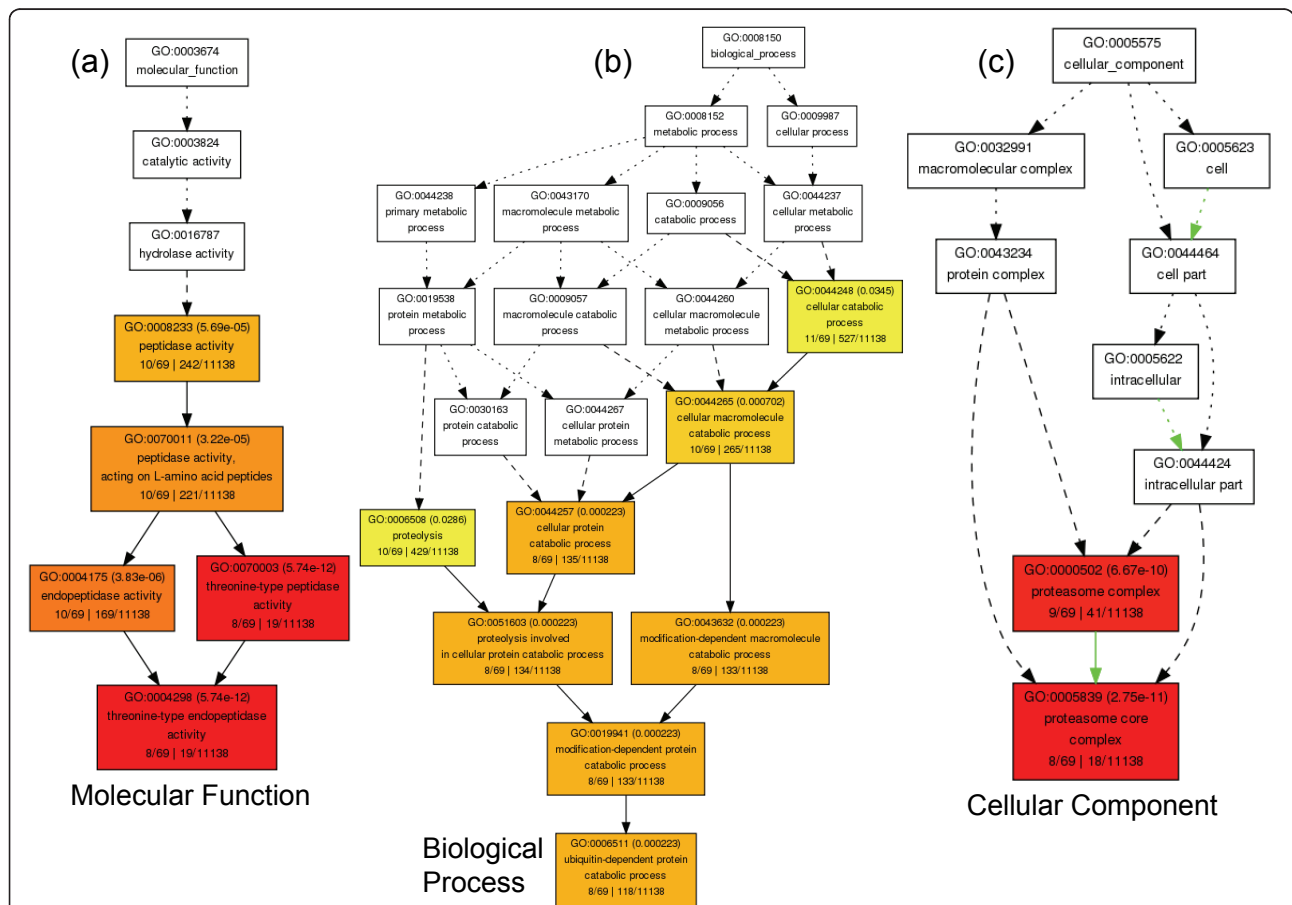 (a)
GO:0003674
molecular_function
GO:0003824
catalytic activity
GO:0016787
hydrolase activity
GO:0008233 (5.69e-05)
peptidase activity
10/69 | 242/11138
GO:0070011 (3.22e-05)
peptidase activity,
acting on L-amino acid peptides
10/69 | 221/11138
GO:0004175 (3.83e-06)
endopeptidase activity
10/69 | 169/11138
GO:0070003 (5.74e-12)
threonine-type peptidase
activity
8/69 | 19/11138
GO:0004298 (5.74e-12)
threonine-type endopeptidase
activity
8/69 | 19/11138
Molecular Function
(b)
GO:0008150
biological_process
GO:0008152
metabolic process
GO:0009987
cellular process
GO:0044238
primary metabolic
process
GO:0043170
macromolecule metabolic
process
GO:0009056
catabolic process
GO:0044237
cellular metabolic
process
GO:0019538
protein metabolic
process
GO:0009057
macromolecule catabolic
process
GO:0044260
cellular macromolecule
metabolic process
GO:0044248 (0.0345)
cellular catabolic
process
11/69 | 527/11138
GO:0030163
protein catabolic
process
GO:0044267
cellular protein
metabolic process
GO:0044265 (0.000702)
cellular macromolecule
catabolic process
10/69 | 265/11138
GO:0006508 (0.0286)
proteolysis
10/69 | 429/11138
GO:0044257 (0.000223)
cellular protein
catabolic process
8/69 | 135/11138
GO:0051603 (0.000223)
proteolysis involved
in cellular protein catabolic process
8/69 | 134/11138
GO:0043632 (0.000223)
modification-dependent macromolecule
catabolic process
8/69 | 133/11138
GO:0019941 (0.000223)
modification-dependent protein
catabolic process
8/69 | 133/11138
GO:0006511 (0.000223)
ubiquitin-dependent protein
catabolic process
8/69 | 118/11138
Biological
Process
(c)
GO:0005575
cellular_component
GO:0032991
macromolecular complex
GO:0005623
cell
GO:0043234
protein complex
GO:0044464
cell part
GO:0005622
intracellular
GO:0044424
intracellular part
GO:0000502 (6.67e-10)
proteasome complex
9/69 | 41/11138
GO:0005839 (2.75e-11)
proteasome core
complex
8/69 | 18/11138
Cellular Component